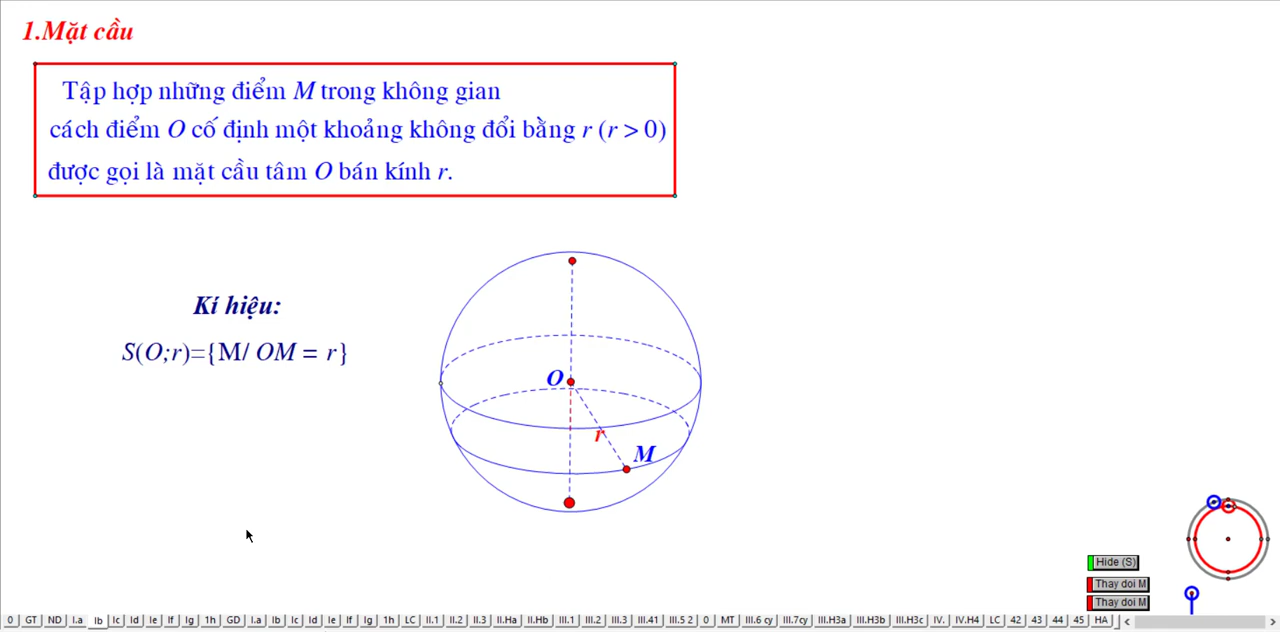 1.Mặt cầu
Tập hợp những điểm M trong không gian
cách điểm O cố định một khoảng không đổi bằng r (r > 0)
được gọi là mặt cầu tâm O bán kính r.
Kí hiệu:
S(O;r)={M/ OM = r}
O
r
M
Hide (S)
Thay doi M
Thay doi M
0 GT ND I.a Ib Ic Id Ie If Ig 1h GD I.a Ib Ic Id Ie If Ig 1h LC II.1 II.2 II.3 II.Ha II.Hb III.1 III.2 III.3 III.41 III.5 2 0 MT III.6 cy III.7cy III.H3a III.H3b III.H3c IV. IV.H4 LC 42 43 44 45 HA